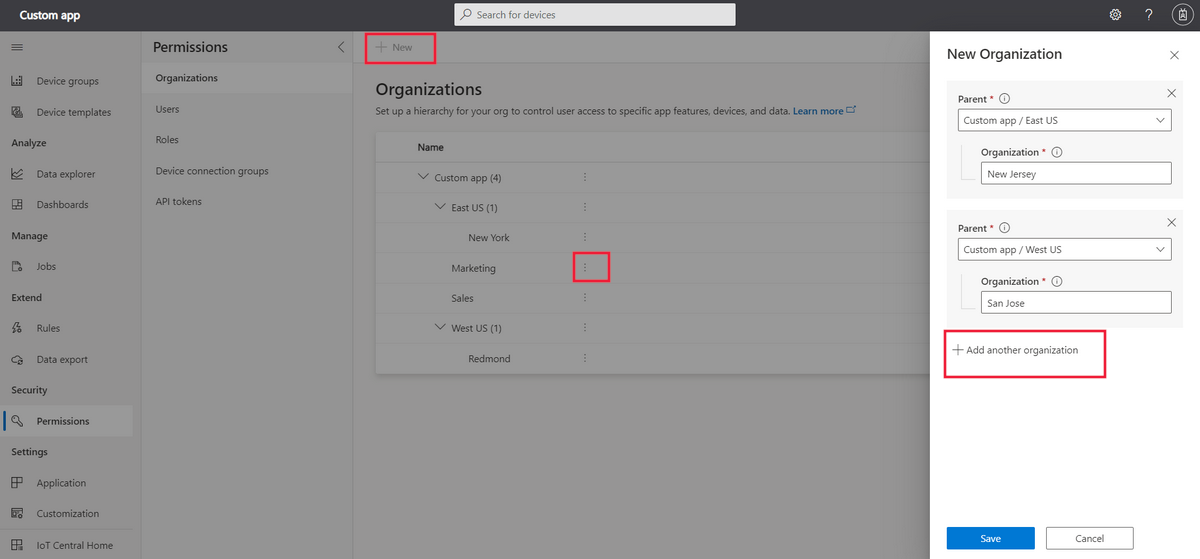 Custom app
Search for devices
?
Device groups
Device templates
Analyze
Data explorer
Dashboards
Manage
Jobs
Extend
Rules
Data export
Security
Permissions
Settings
Application
Customization
IoT Central Home
Permissions
Organizations
Users
Roles
Device connection groups
API tokens
+ New
Organizations
Set up a hierarchy for your org to control user access to specific app features, devices, and data. Learn more
Name
Custom app (4)
East US (1)
New York
Marketing
Sales
West US (1)
Redmond
New Organization
Parent *
Custom app / East US
Organization *
New Jersey
Parent *
Custom app / West US
Organization *
San Jose
+ Add another organization
Save
Cancel